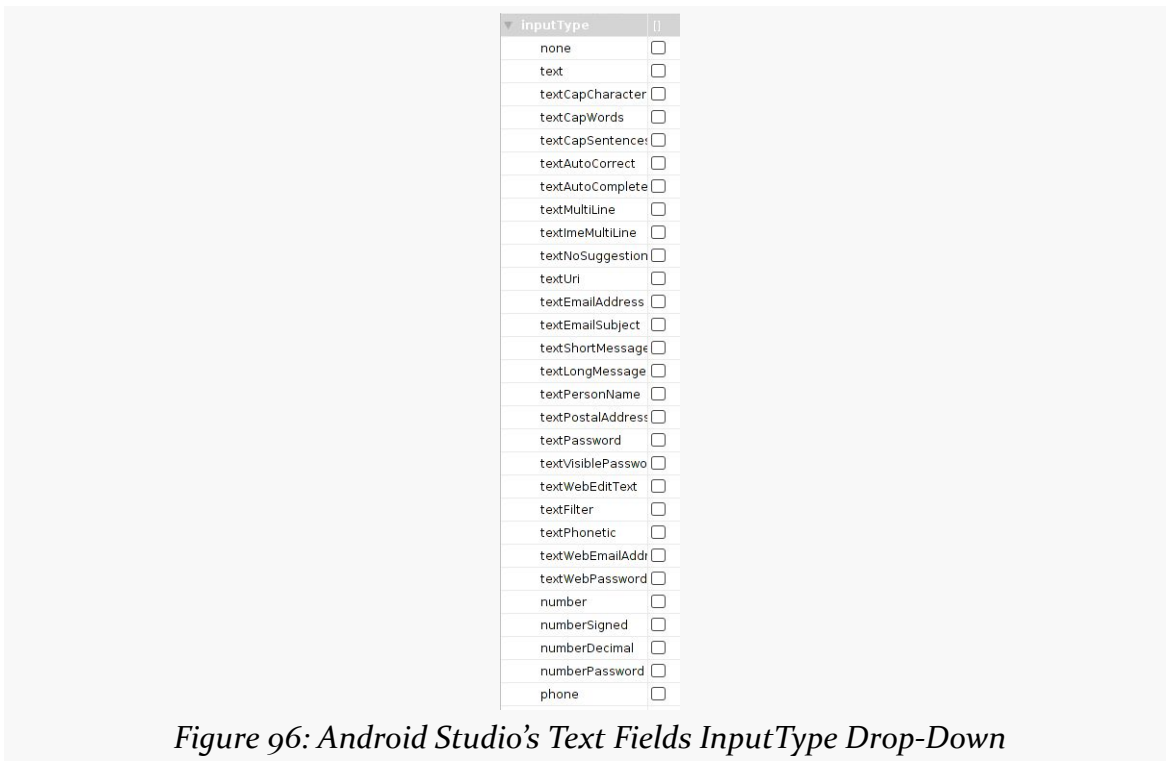 inputType []
none
text
textCapCharacter
textCapWords
textCapSentences
textAutoCorrect
textAutoComplete
textMultiLine
textImeMultiLine
textNoSuggestion
textUri
textEmailAddress
textEmailSubject
textShortMessage
textLongMessage
textPersonName
textPostalAddress
textPassword
textVisiblePasswo
textWebEditText
textFilter
textPhonetic
textWebEmailAddr
textWebPassword
number
numberSigned
numberDecimal
numberPassword
phone
Figure 96: Android Studio’s Text Fields InputType Drop-Down